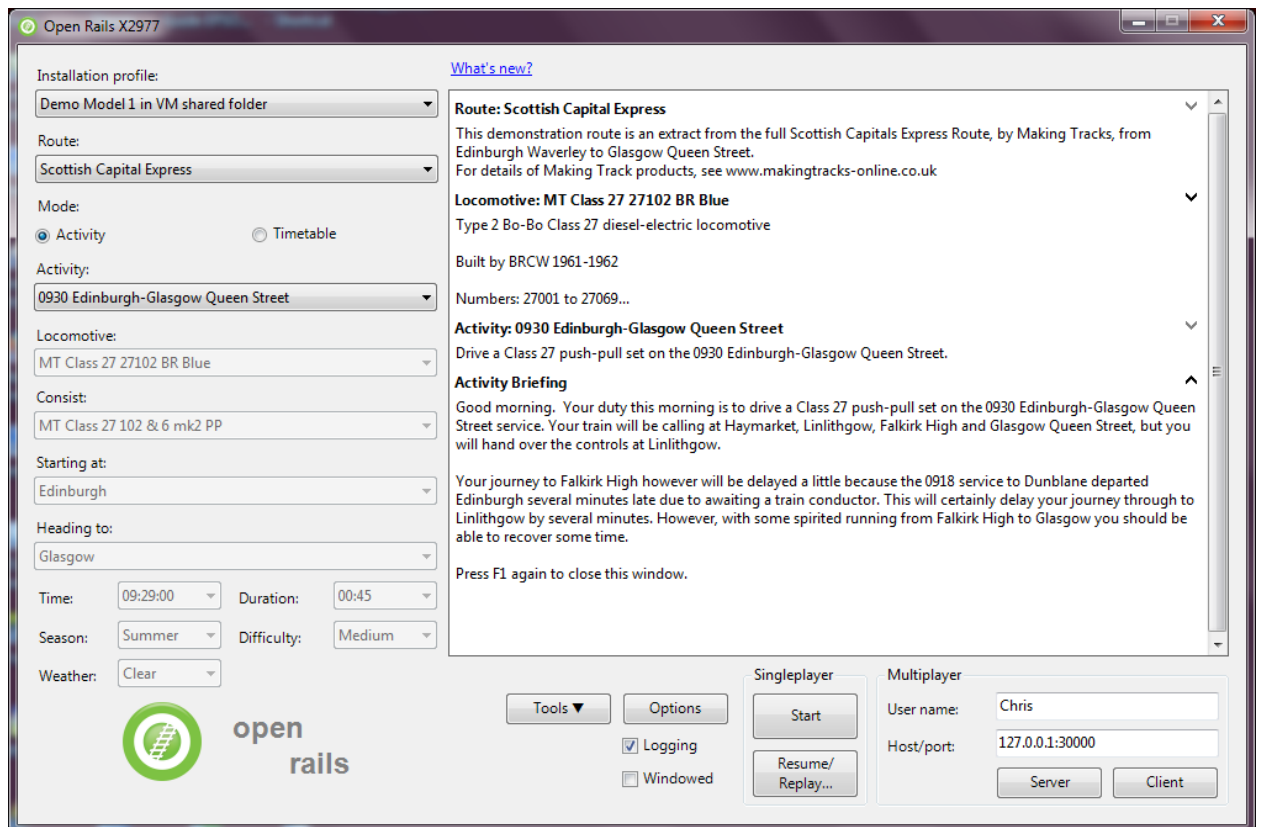 Open Rails X2977
Installation profile:
Demo Model 1 in VM shared folder
Route:
Scottish Capital Express
Mode:
Activity
Timetable
Activity:
0930 Edinburgh-Glasgow Queen Street
Locomotive:
MT Class 27 27102 BR Blue
Consist:
MT Class 27 102 & 6 mk2 PP
Starting at:
Edinburgh
Heading to:
Glasgow
Time:
09:29:00
Duration:
00:45
Season:
Summer
Difficulty:
Medium
Weather:
Clear
open
rails
What's new?
Route: Scottish Capital Express
This demonstration route is an extract from the full Scottish Capitals Express Route, by Making Tracks, from
Edinburgh Waverley to Glasgow Queen Street.
For details of Making Track products, see www.makingtracks-online.co.uk
Locomotive: MT Class 27 27102 BR Blue
Type 2 Bo-Bo Class 27 diesel-electric locomotive
Built by BRCW 1961-1962
Numbers: 27001 to 27069...
Activity: 0930 Edinburgh-Glasgow Queen Street
Drive a Class 27 push-pull set on the 0930 Edinburgh-Glasgow Queen Street.
Activity Briefing
Good morning.  Your duty this morning is to drive a Class 27 push-pull set on the 0930 Edinburgh-Glasgow Queen
Street service. Your train will be calling at Haymarket, Linlithgow, Falkirk High and Glasgow Queen Street, but you
will hand over the controls at Linlithgow.
Your journey to Falkirk High however will be delayed a little because the 0918 service to Dunblane departed
Edinburgh several minutes late due to awaiting a train conductor. This will certainly delay your journey through to
Linlithgow by several minutes. However, with some spirited running from Falkirk High to Glasgow you should be
able to recover some time.
Press F1 again to close this window.
Tools ▼
Options
Logging
Windowed
Singleplayer
Start
Resume/
Replay...
Multiplayer
User name:
Chris
Host/port:
127.0.0.1:30000
Server
Client